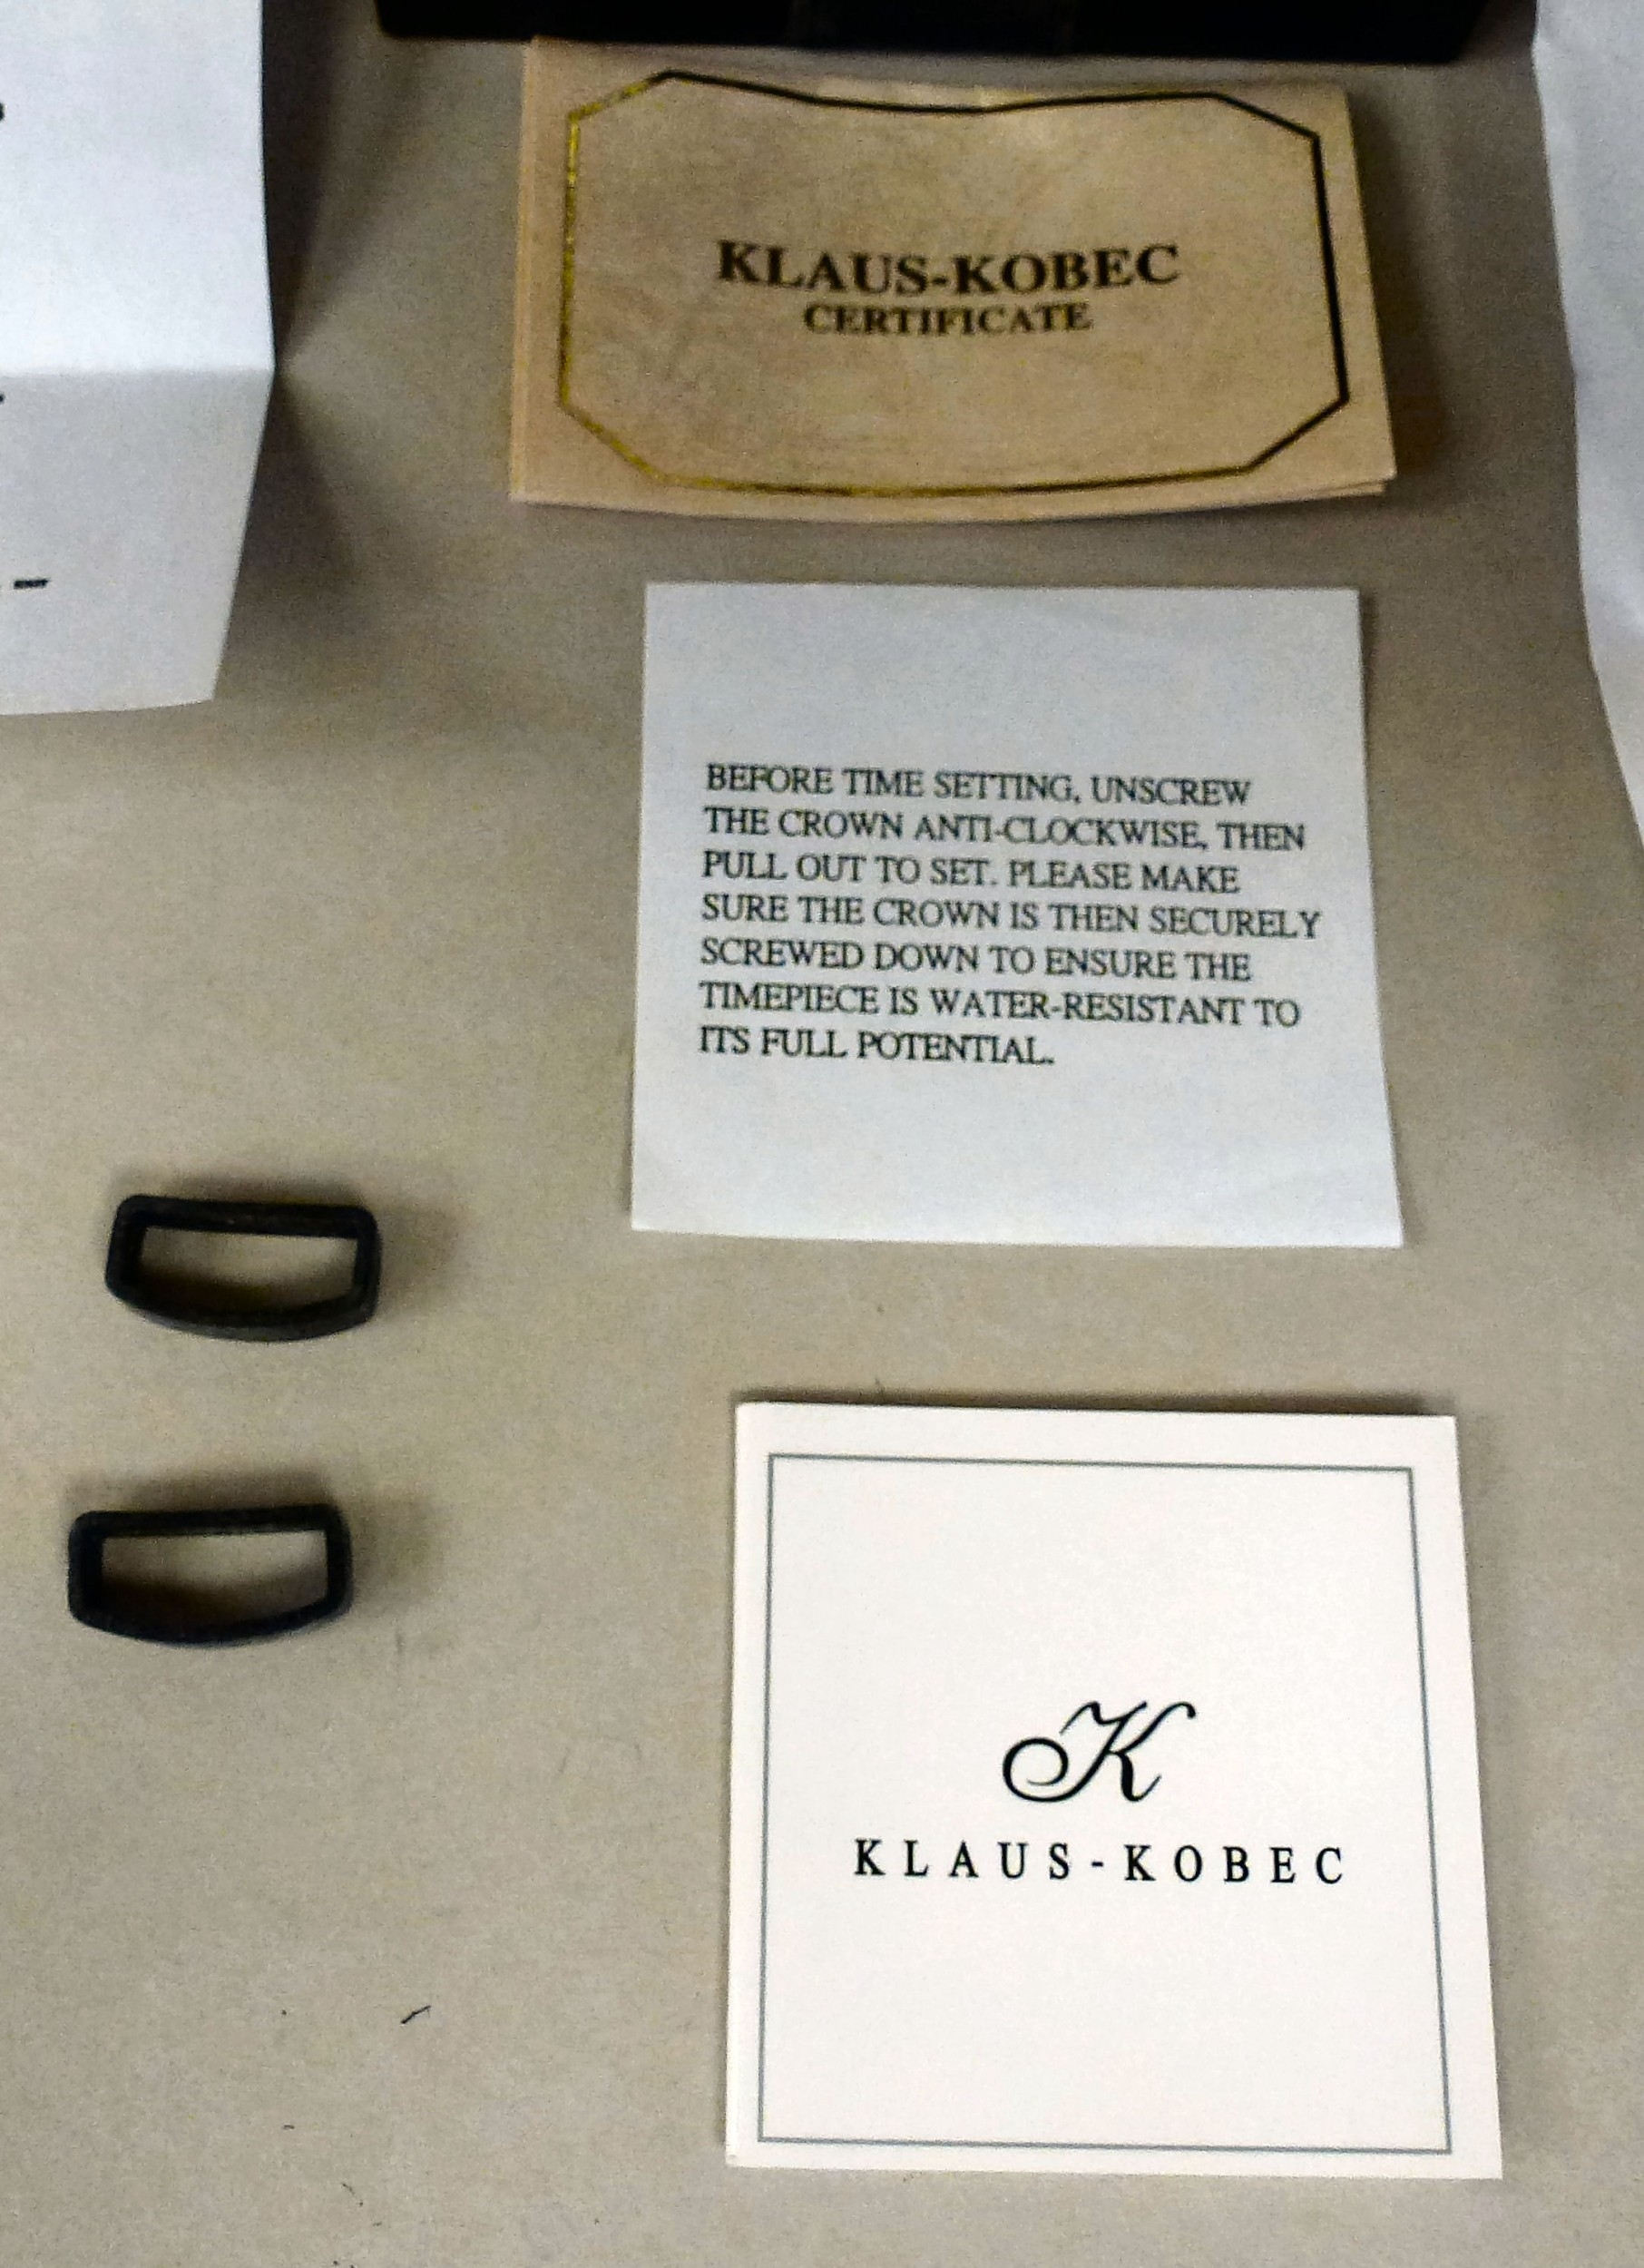 KLAUS-KOBEC
CERTIFICATE
BEFORE TIME SETTING, UNSCREW
THE CROWN ANTI-CLOCKWISE, THEN
PULL OUT TO SET. PLEASE MAKE
SURE THE CROWN IS THEN SECURELY
SCREWED DOWN TO ENSURE THE
TIMEPIECE IS WATER-RESISTANT TO
ITS FULL POTENTIAL.
K
KLAUS-KOBEC